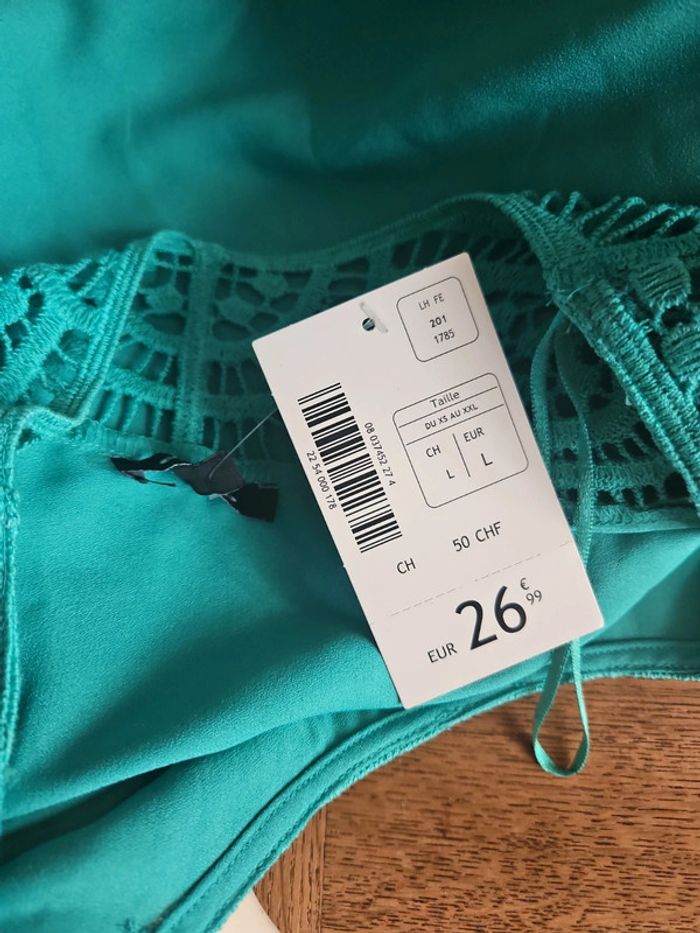 LH FE
201
1785
Taille
DU XS AU XXL
CH EUR
L L
08 037452 27 4
22 54 000 178
CH 50 CHF
EUR 26€99